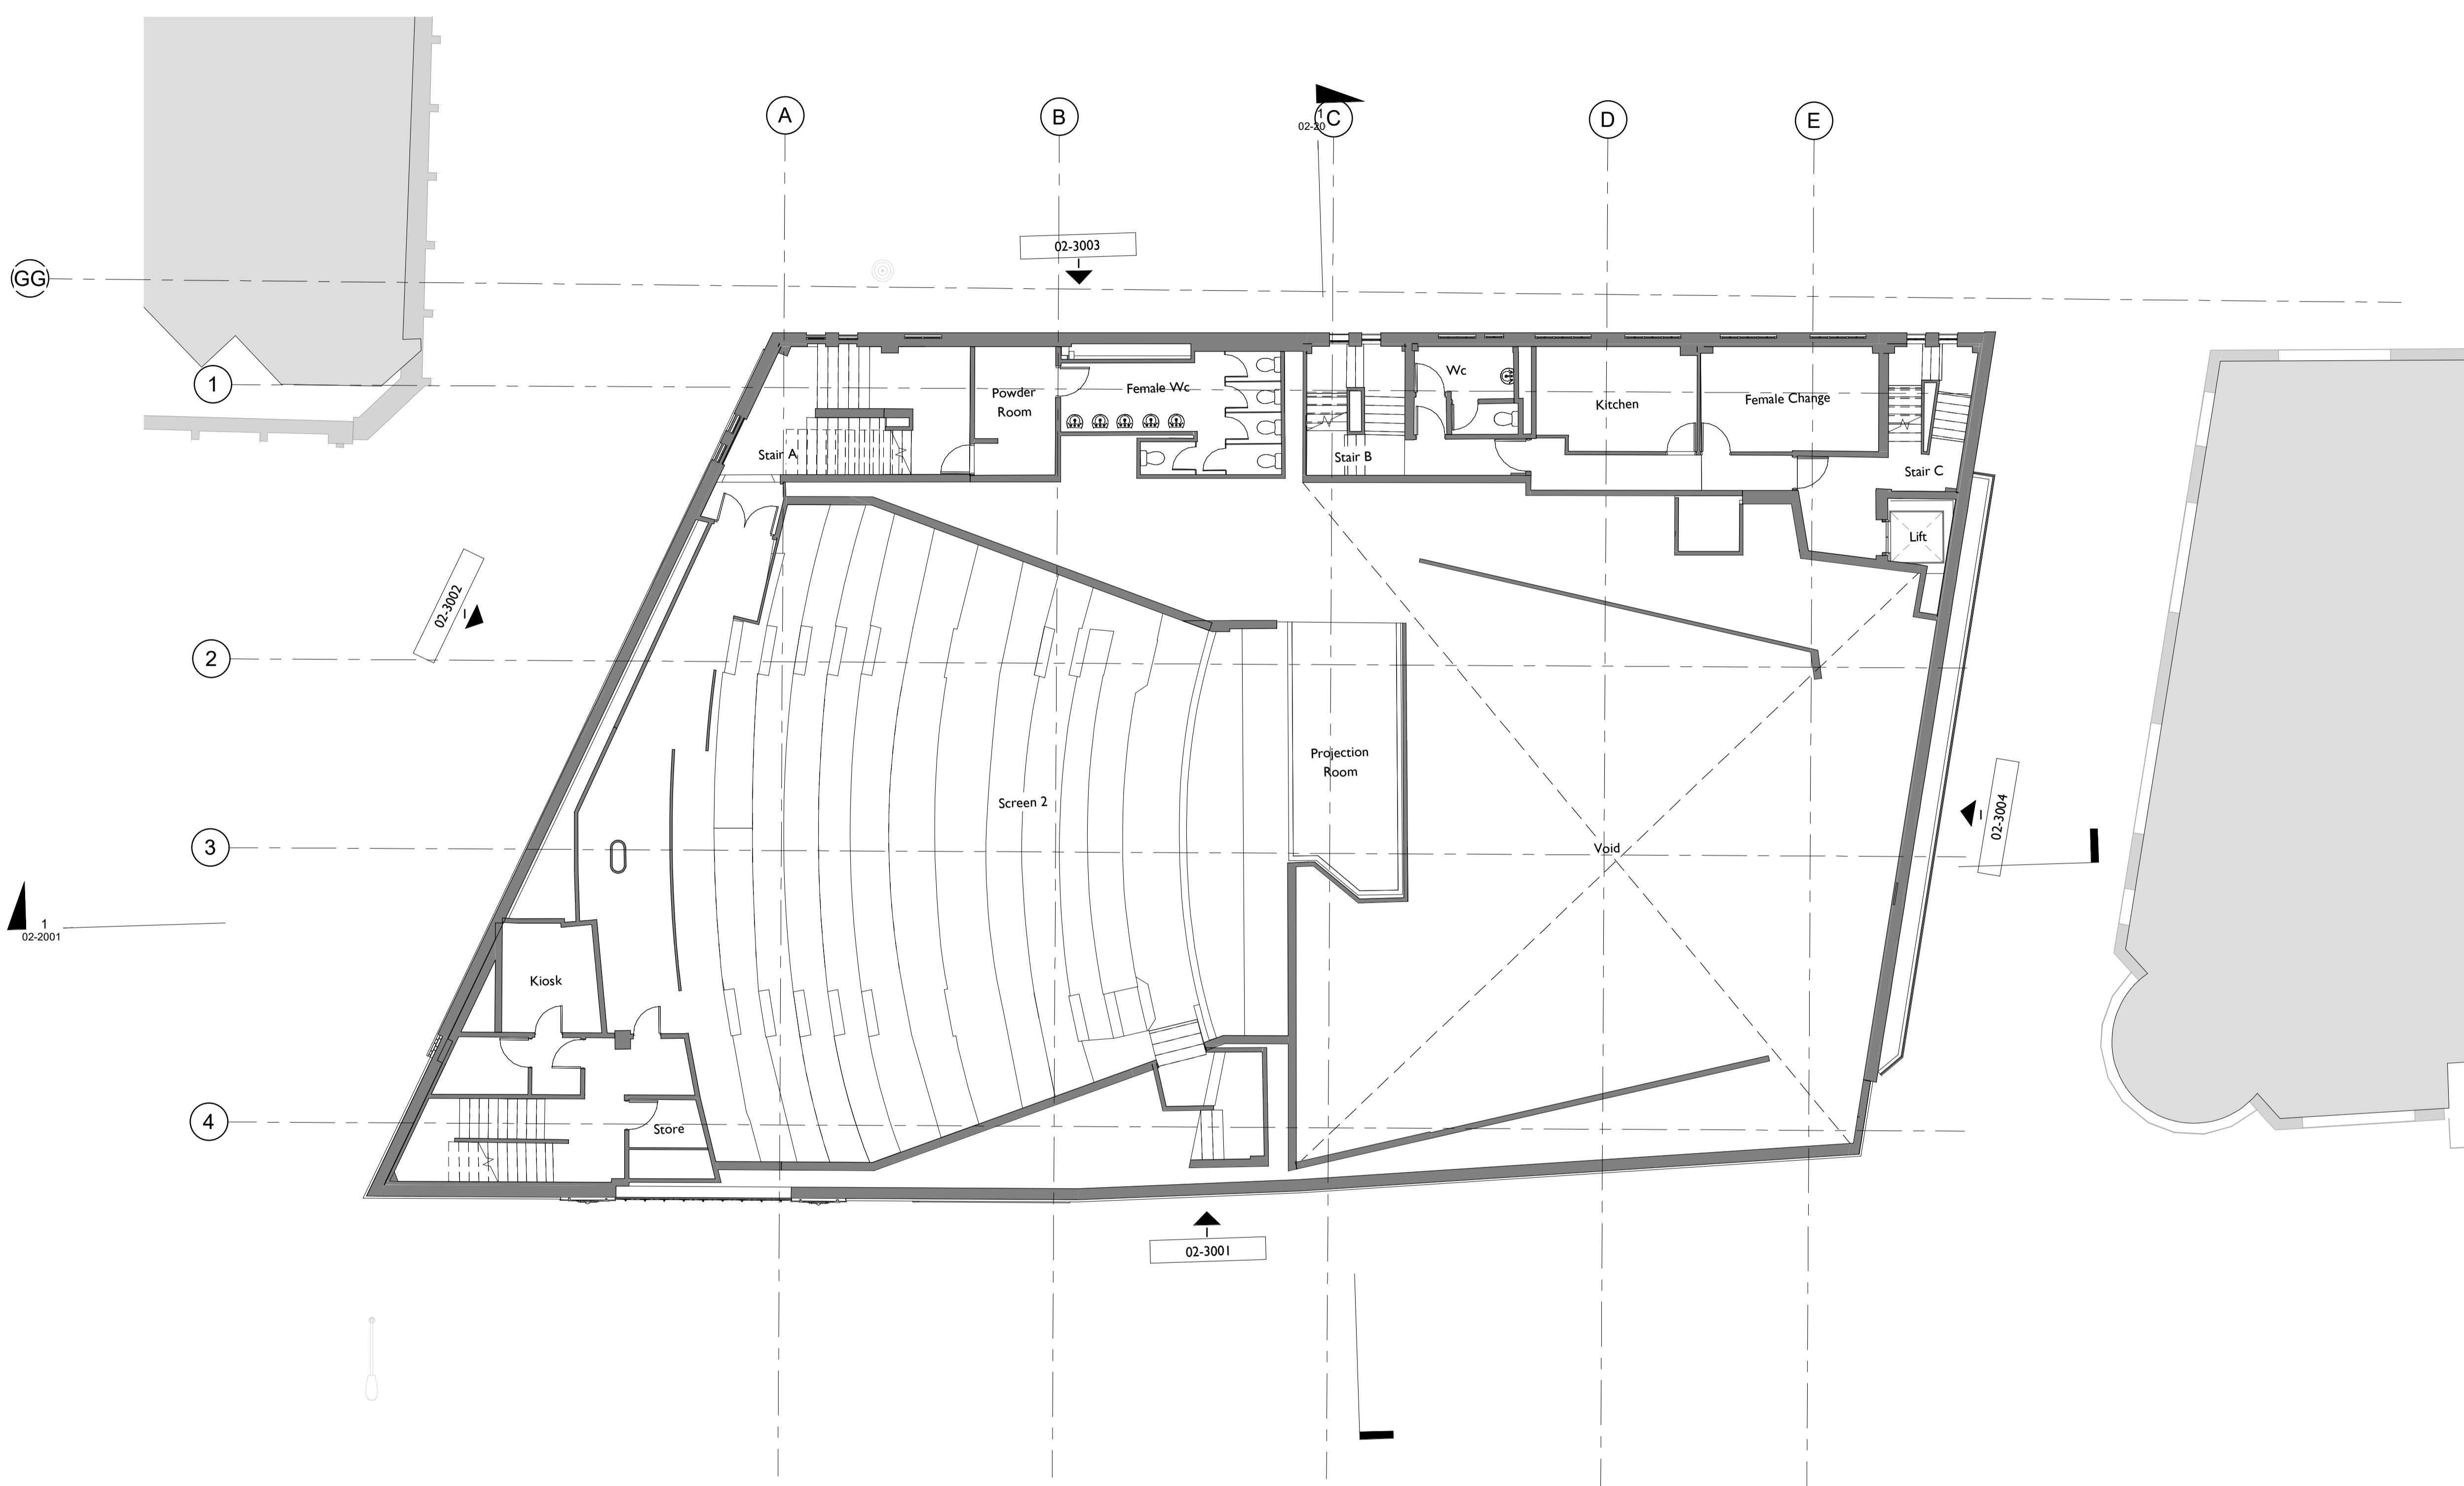 A
B
C
D
E
1
02-20
02-3003
GG
1
Powder
Room
Female Wc
Wc
Kitchen
Female Change
Stair A
Stair B
Stair C
Lift
02-3002
2
Projection
Room
Screen 2
3
Void
02-3004
1
02-2001
Kiosk
4
Store
02-3001